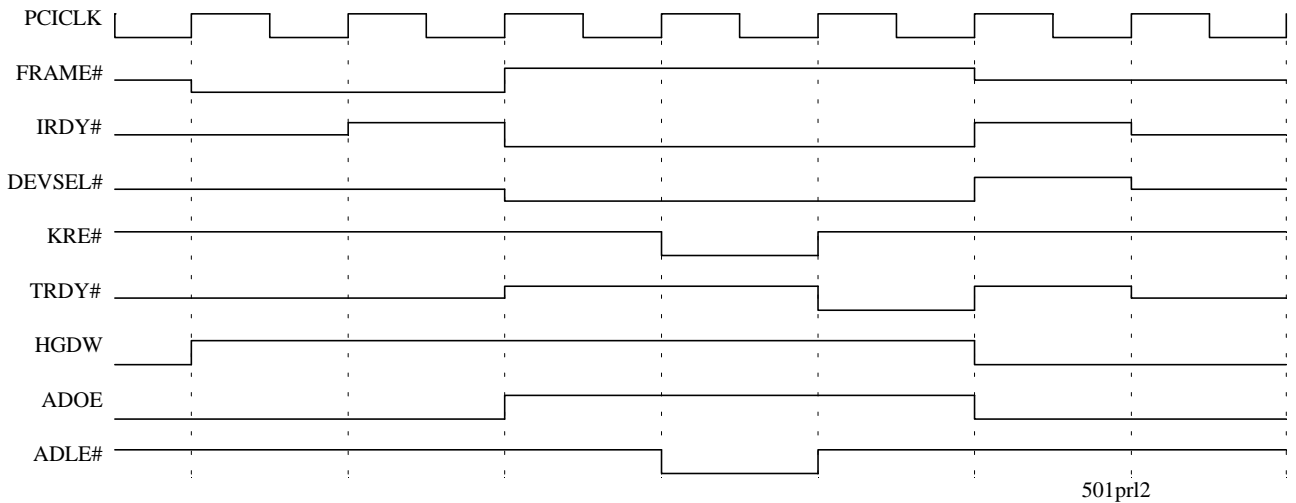 PCICLK
FRAME#
IRDY#
DEVSEL#
KRE#
TRDY#
HGDW
ADOE
ADLE#
501prl2